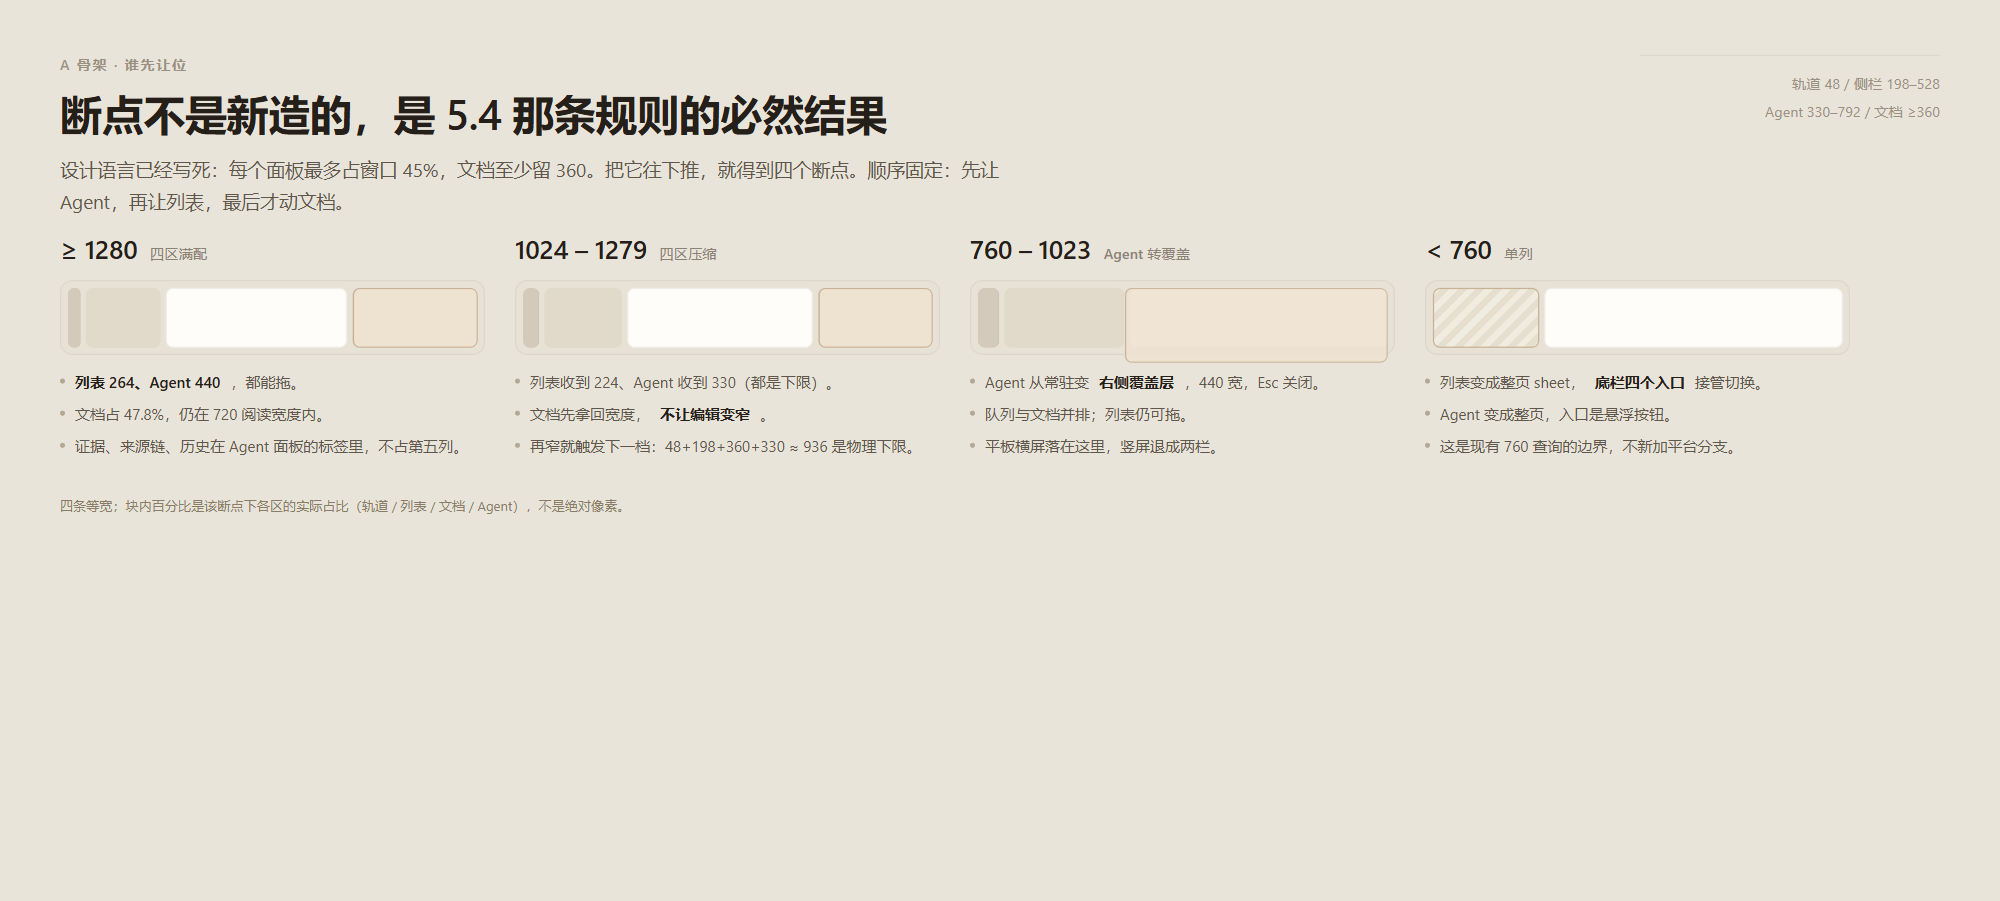 A 骨架 · 谁先让位
断点不是新造的，是 5.4 那条规则的必然结果
设计语言已经写死：每个面板最多占窗口 45%，文档至少留 360。把它往下推，就得到四个断点。顺序固定：先让
Agent，再让列表，最后才动文档。
轨道 48 / 侧栏 198–528
Agent 330–792 / 文档 ≥360
≥ 1280 四区满配
列表 264、Agent 440 ，都能拖。
文档占 47.8%，仍在 720 阅读宽度内。
证据、来源链、历史在 Agent 面板的标签里，不占第五列。
1024 – 1279 四区压缩
列表收到 224、Agent 收到 330（都是下限）。
文档先拿回宽度， 不让编辑变窄 。
再窄就触发下一档：48+198+360+330 ≈ 936 是物理下限。
760 – 1023 Agent 转覆盖
Agent 从常驻变 右侧覆盖层 ，440 宽，Esc 关闭。
队列与文档并排；列表仍可拖。
平板横屏落在这里，竖屏退成两栏。
< 760 单列
列表变成整页 sheet， 底栏四个入口 接管切换。
Agent 变成整页，入口是悬浮按钮。
这是现有 760 查询的边界，不新加平台分支。
四条等宽；块内百分比是该断点下各区的实际占比（轨道 / 列表 / 文档 / Agent），不是绝对像素。